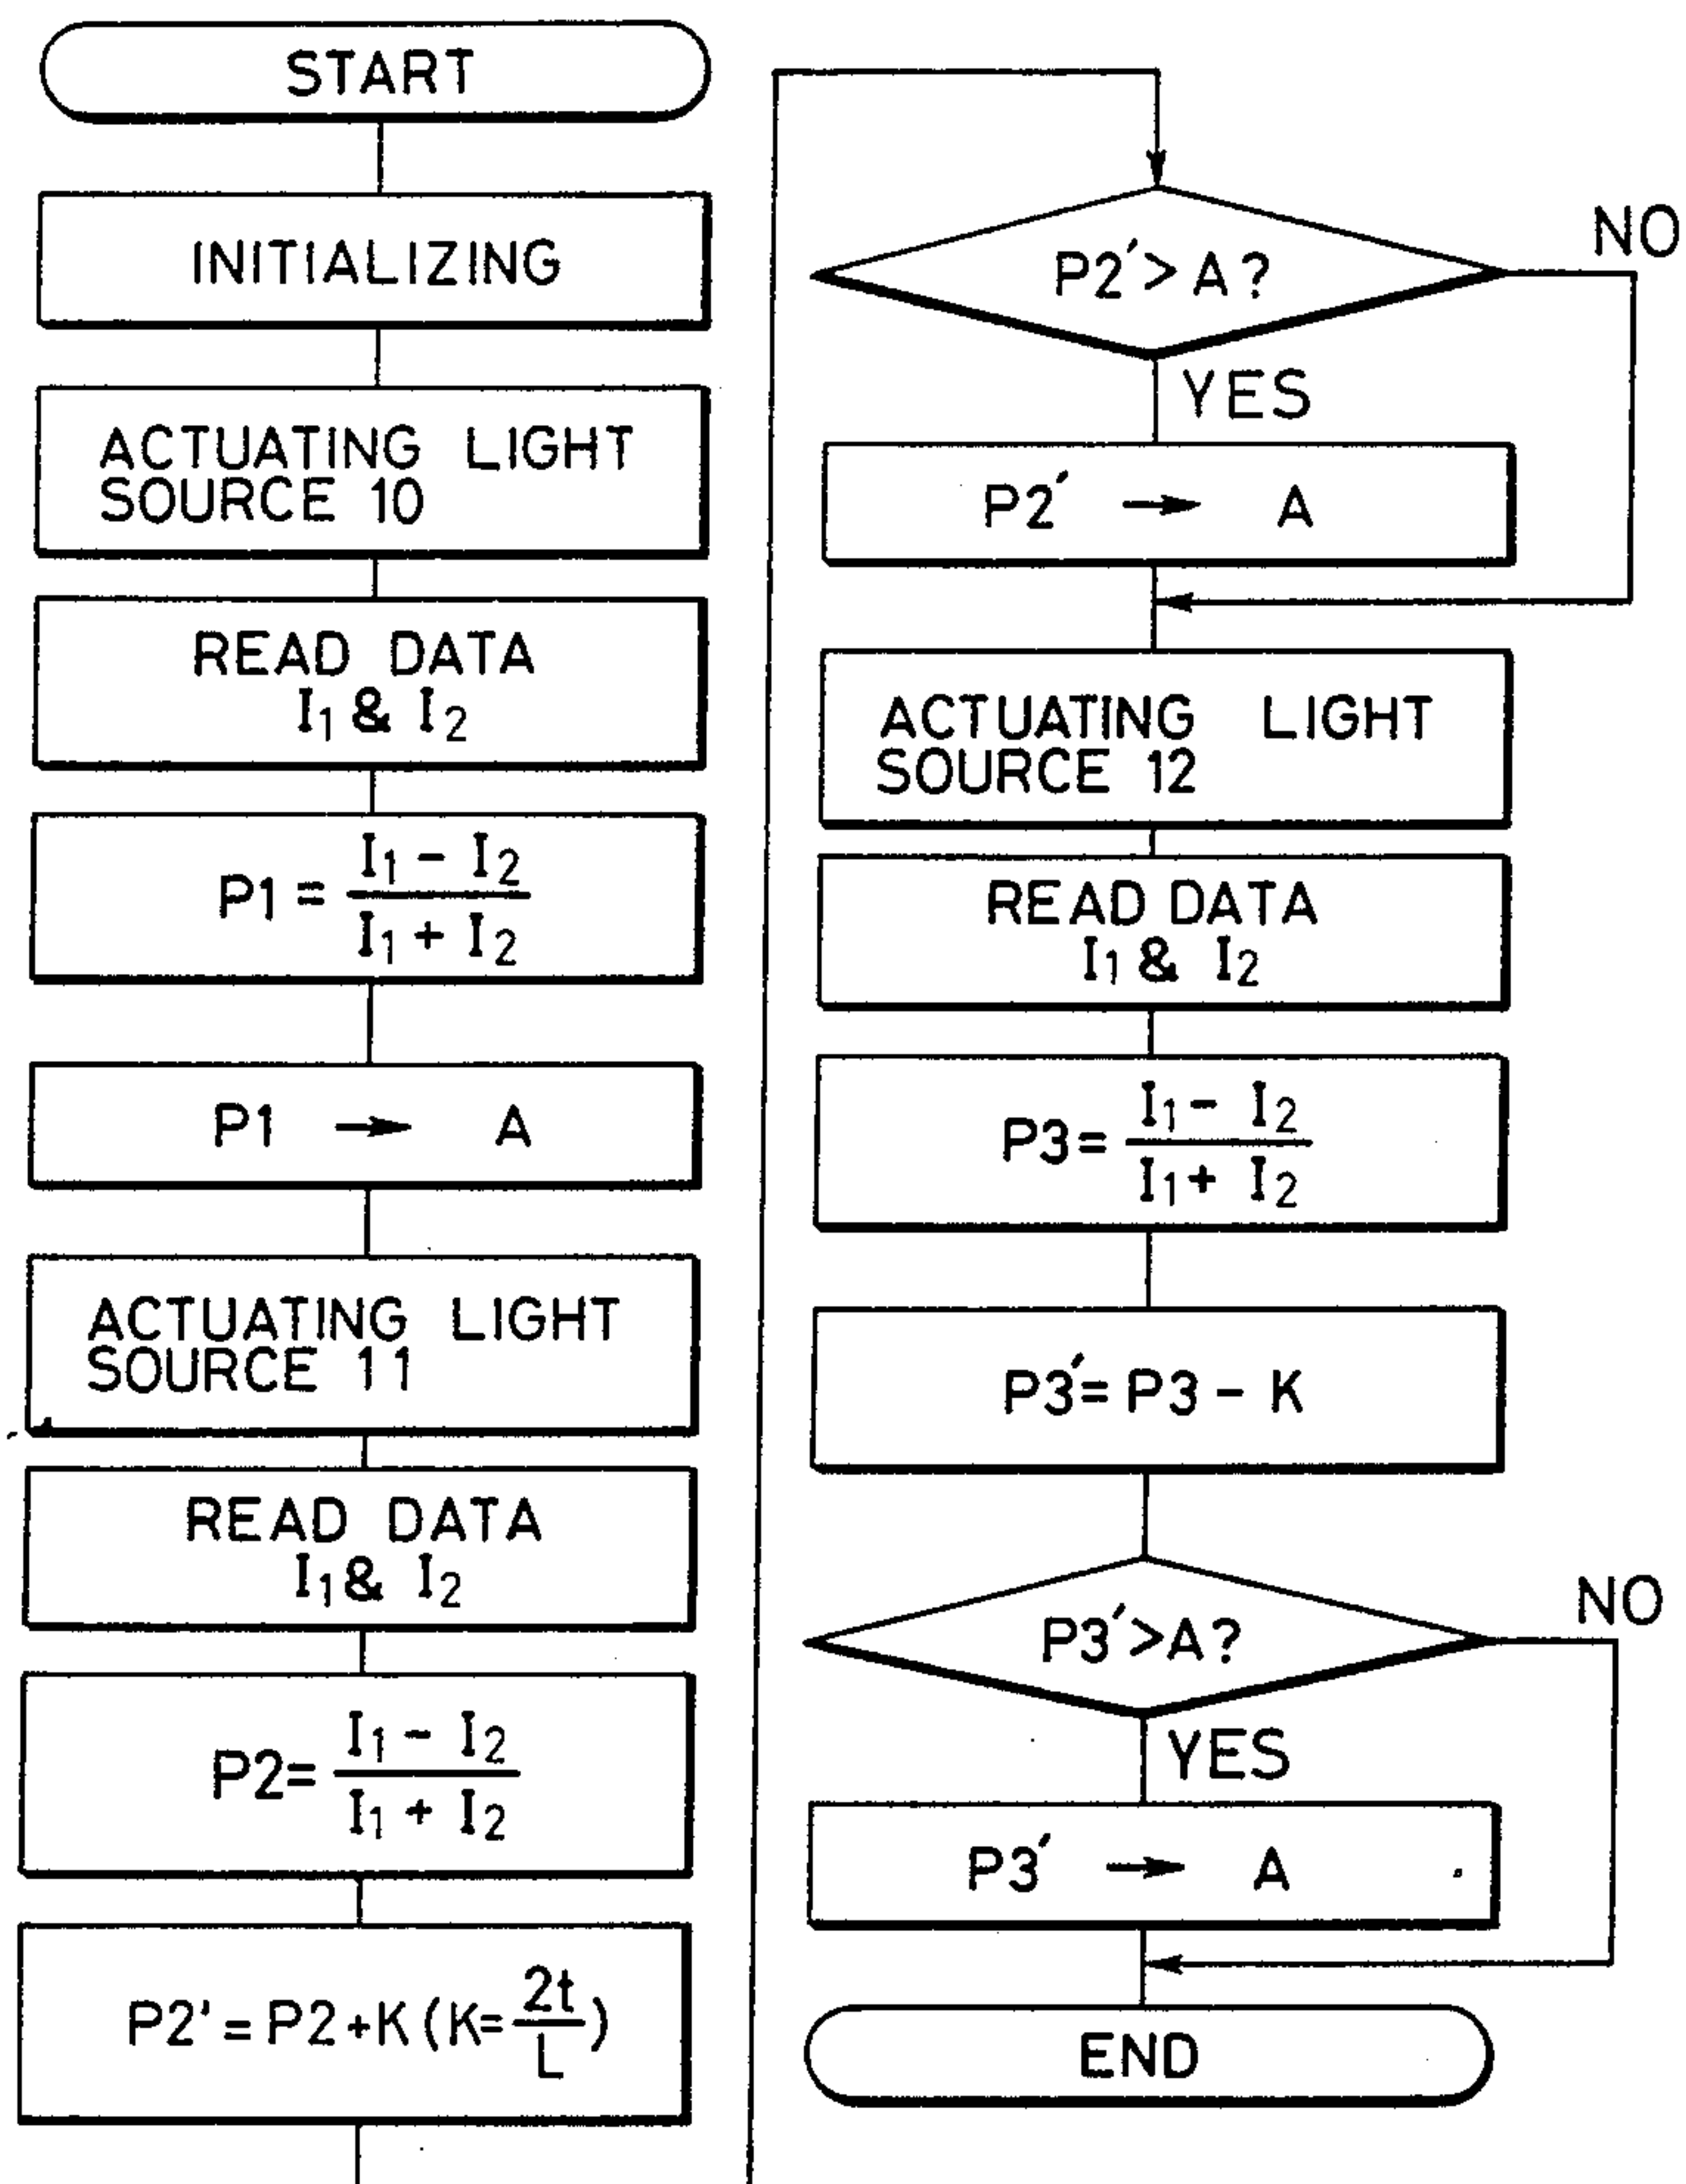 START
INITIALIZING
ACTUATING LIGHT
SOURCE 10
READ DATA
I₁ & I₂
P1 = (I₁ - I₂) / (I₁ + I₂)
P1 → A
ACTUATING LIGHT
SOURCE 11
READ DATA
I₁ & I₂
P2 = (I₁ - I₂) / (I₁ + I₂)
P2' = P2 + K (K = 2t / L)
P2' > A ?
NO
YES
P2' → A
ACTUATING LIGHT
SOURCE 12
READ DATA
I₁ & I₂
P3 = (I₁ - I₂) / (I₁ + I₂)
P3' = P3 - K
P3' > A ?
NO
YES
P3' → A
END